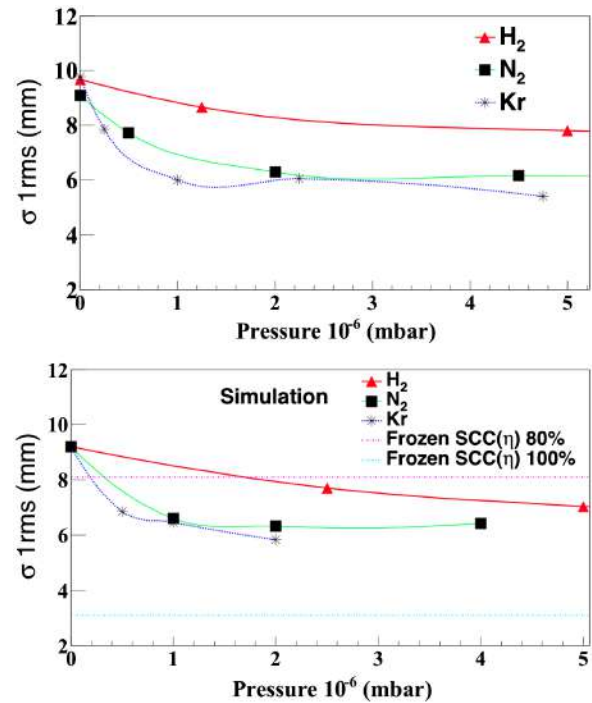 12
10
8
6
4
2
σ 1rms (mm)
H₂
N₂
Kr
0 1 2 3 4 5
Pressure 10⁻⁶ (mbar)
12
10
8
6
4
2
σ 1rms (mm)
Simulation
H₂
N₂
Kr
Frozen SCC(η) 80%
Frozen SCC(η) 100%
0 1 2 3 4 5
Pressure 10⁻⁶ (mbar)